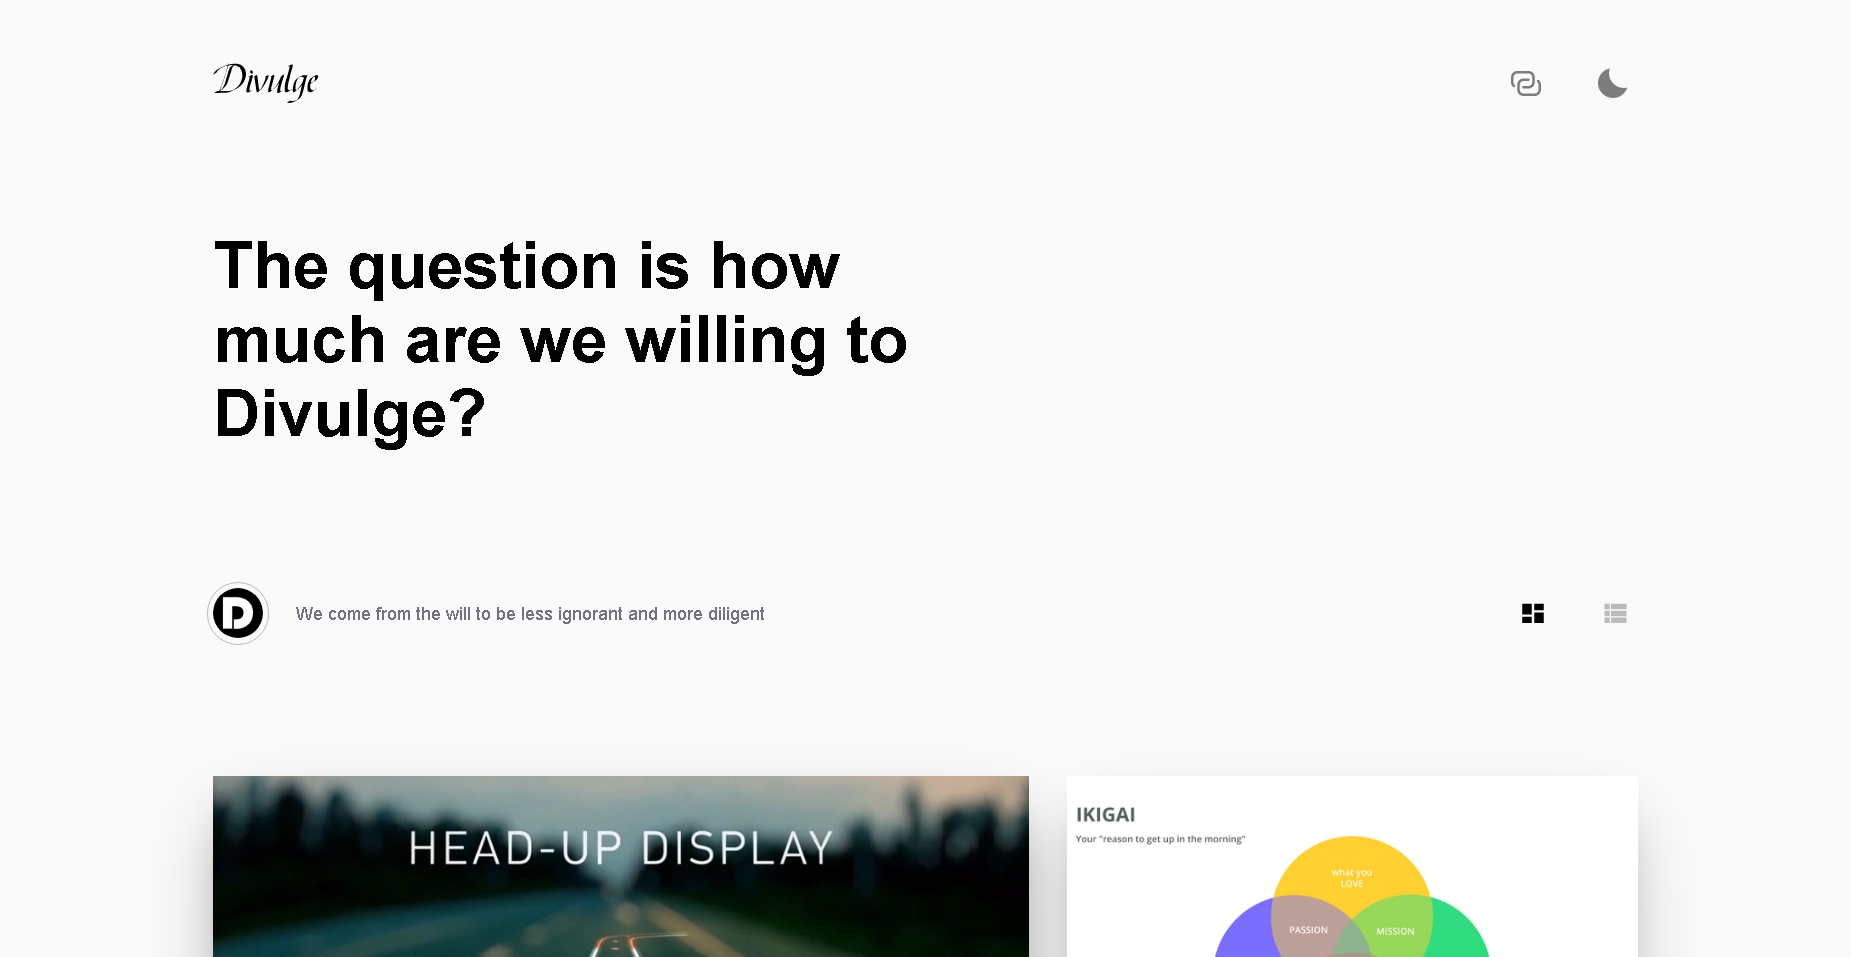 Divulge
The question is how
much are we willing to
Divulge?
D
We come from the will to be less ignorant and more diligent
HEAD-UP DISPLAY
IKIGAI
Your "reason to get up in the morning"
what you
LOVE
PASSION
MISSION